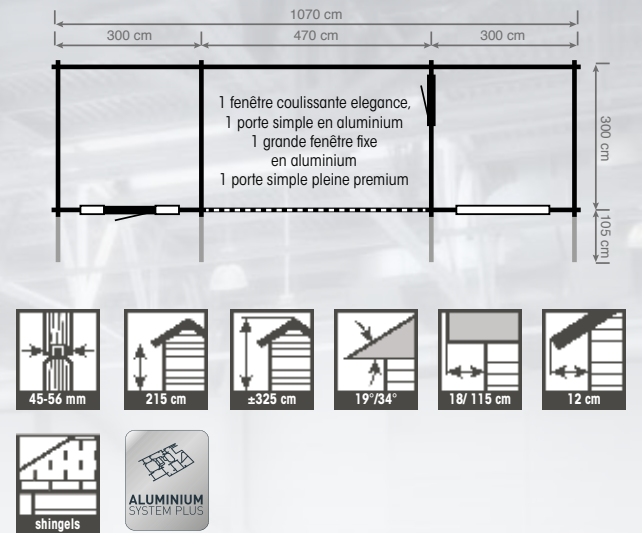 1070 cm
300 cm
470 cm
300 cm
1 fenêtre coulissante elegance,
1 porte simple en aluminium
1 grande fenêtre fixe
en aluminium
1 porte simple pleine premium
300 cm
105 cm
45-56 mm
215 cm
±325 cm
19°/34°
18/ 115 cm
12 cm
shingels
ALUMINIUM
SYSTEM PLUS